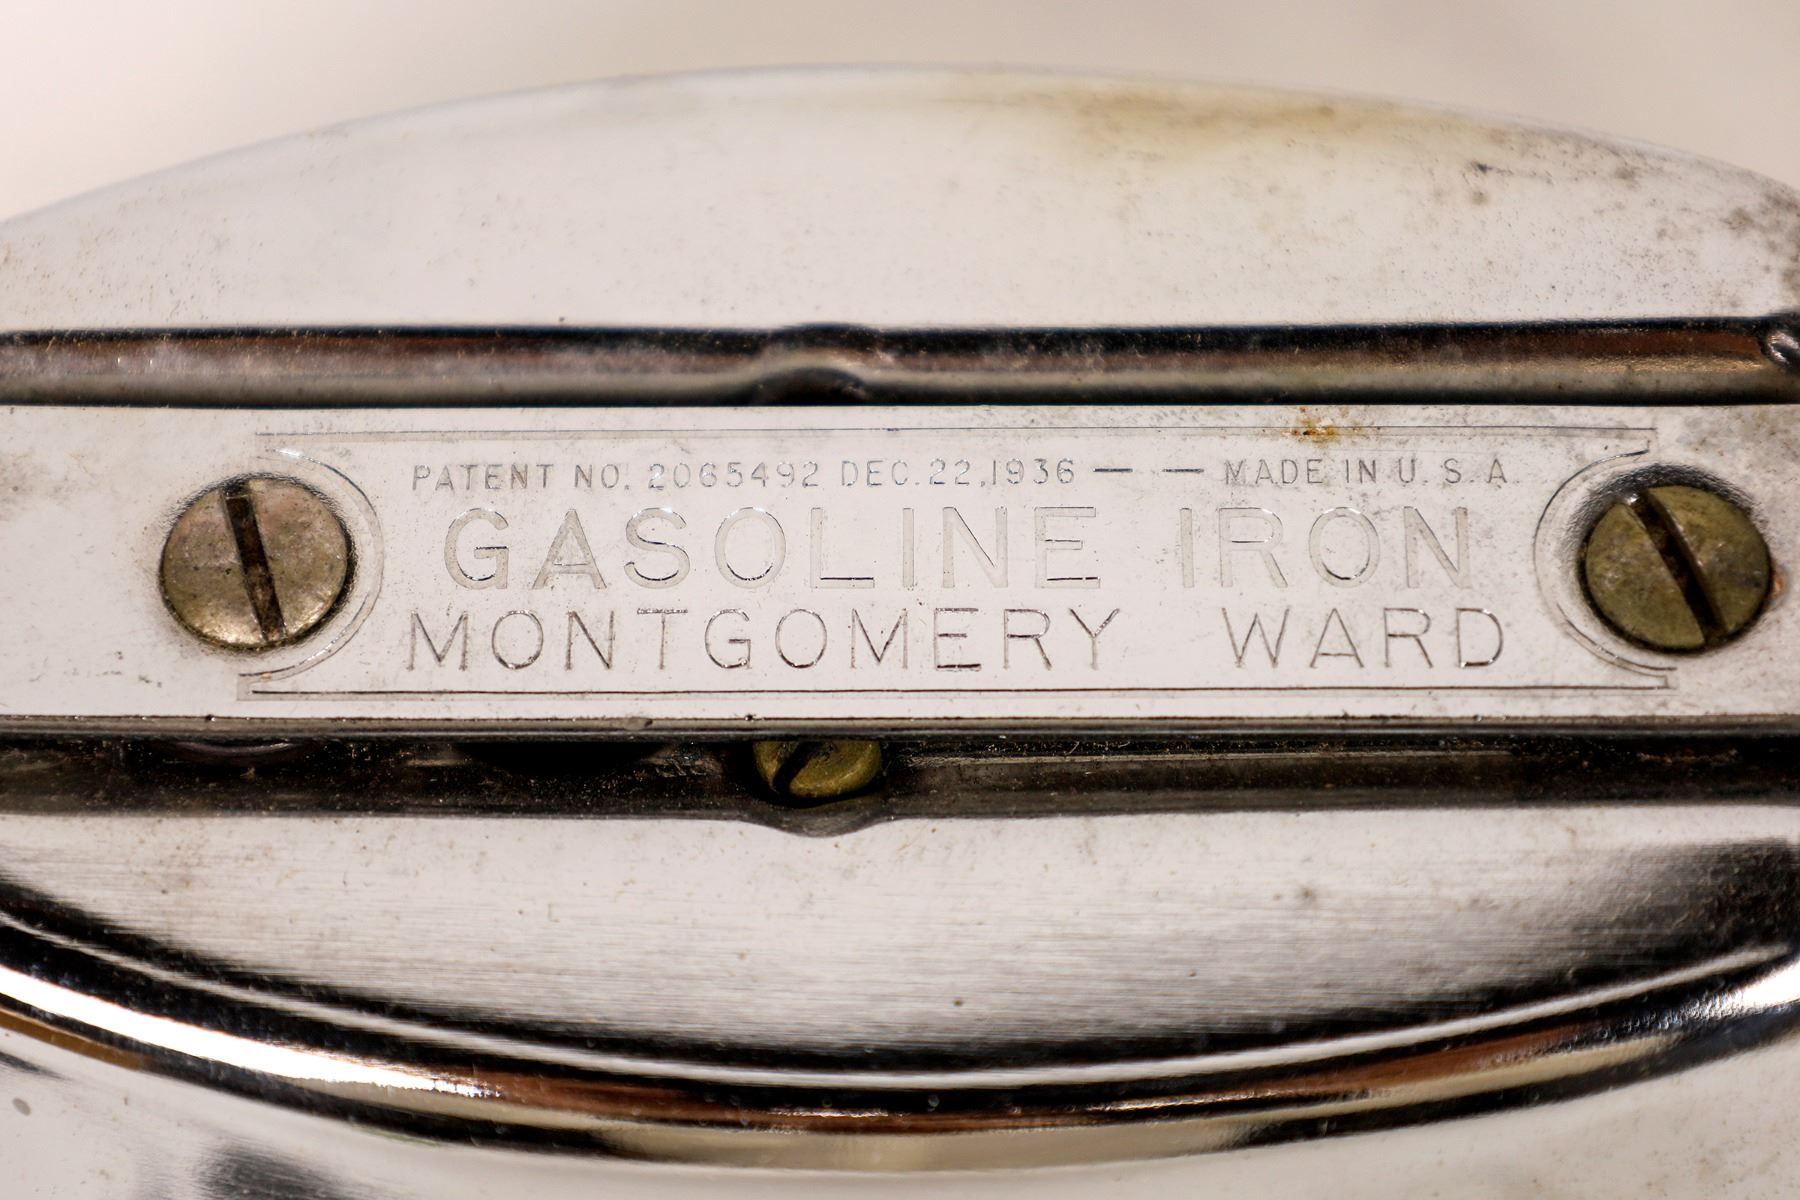 PATENT NO. 2065492 DEC. 22, 1936 — — MADE IN U. S. A.
GASOLINE IRON
MONTGOMERY WARD